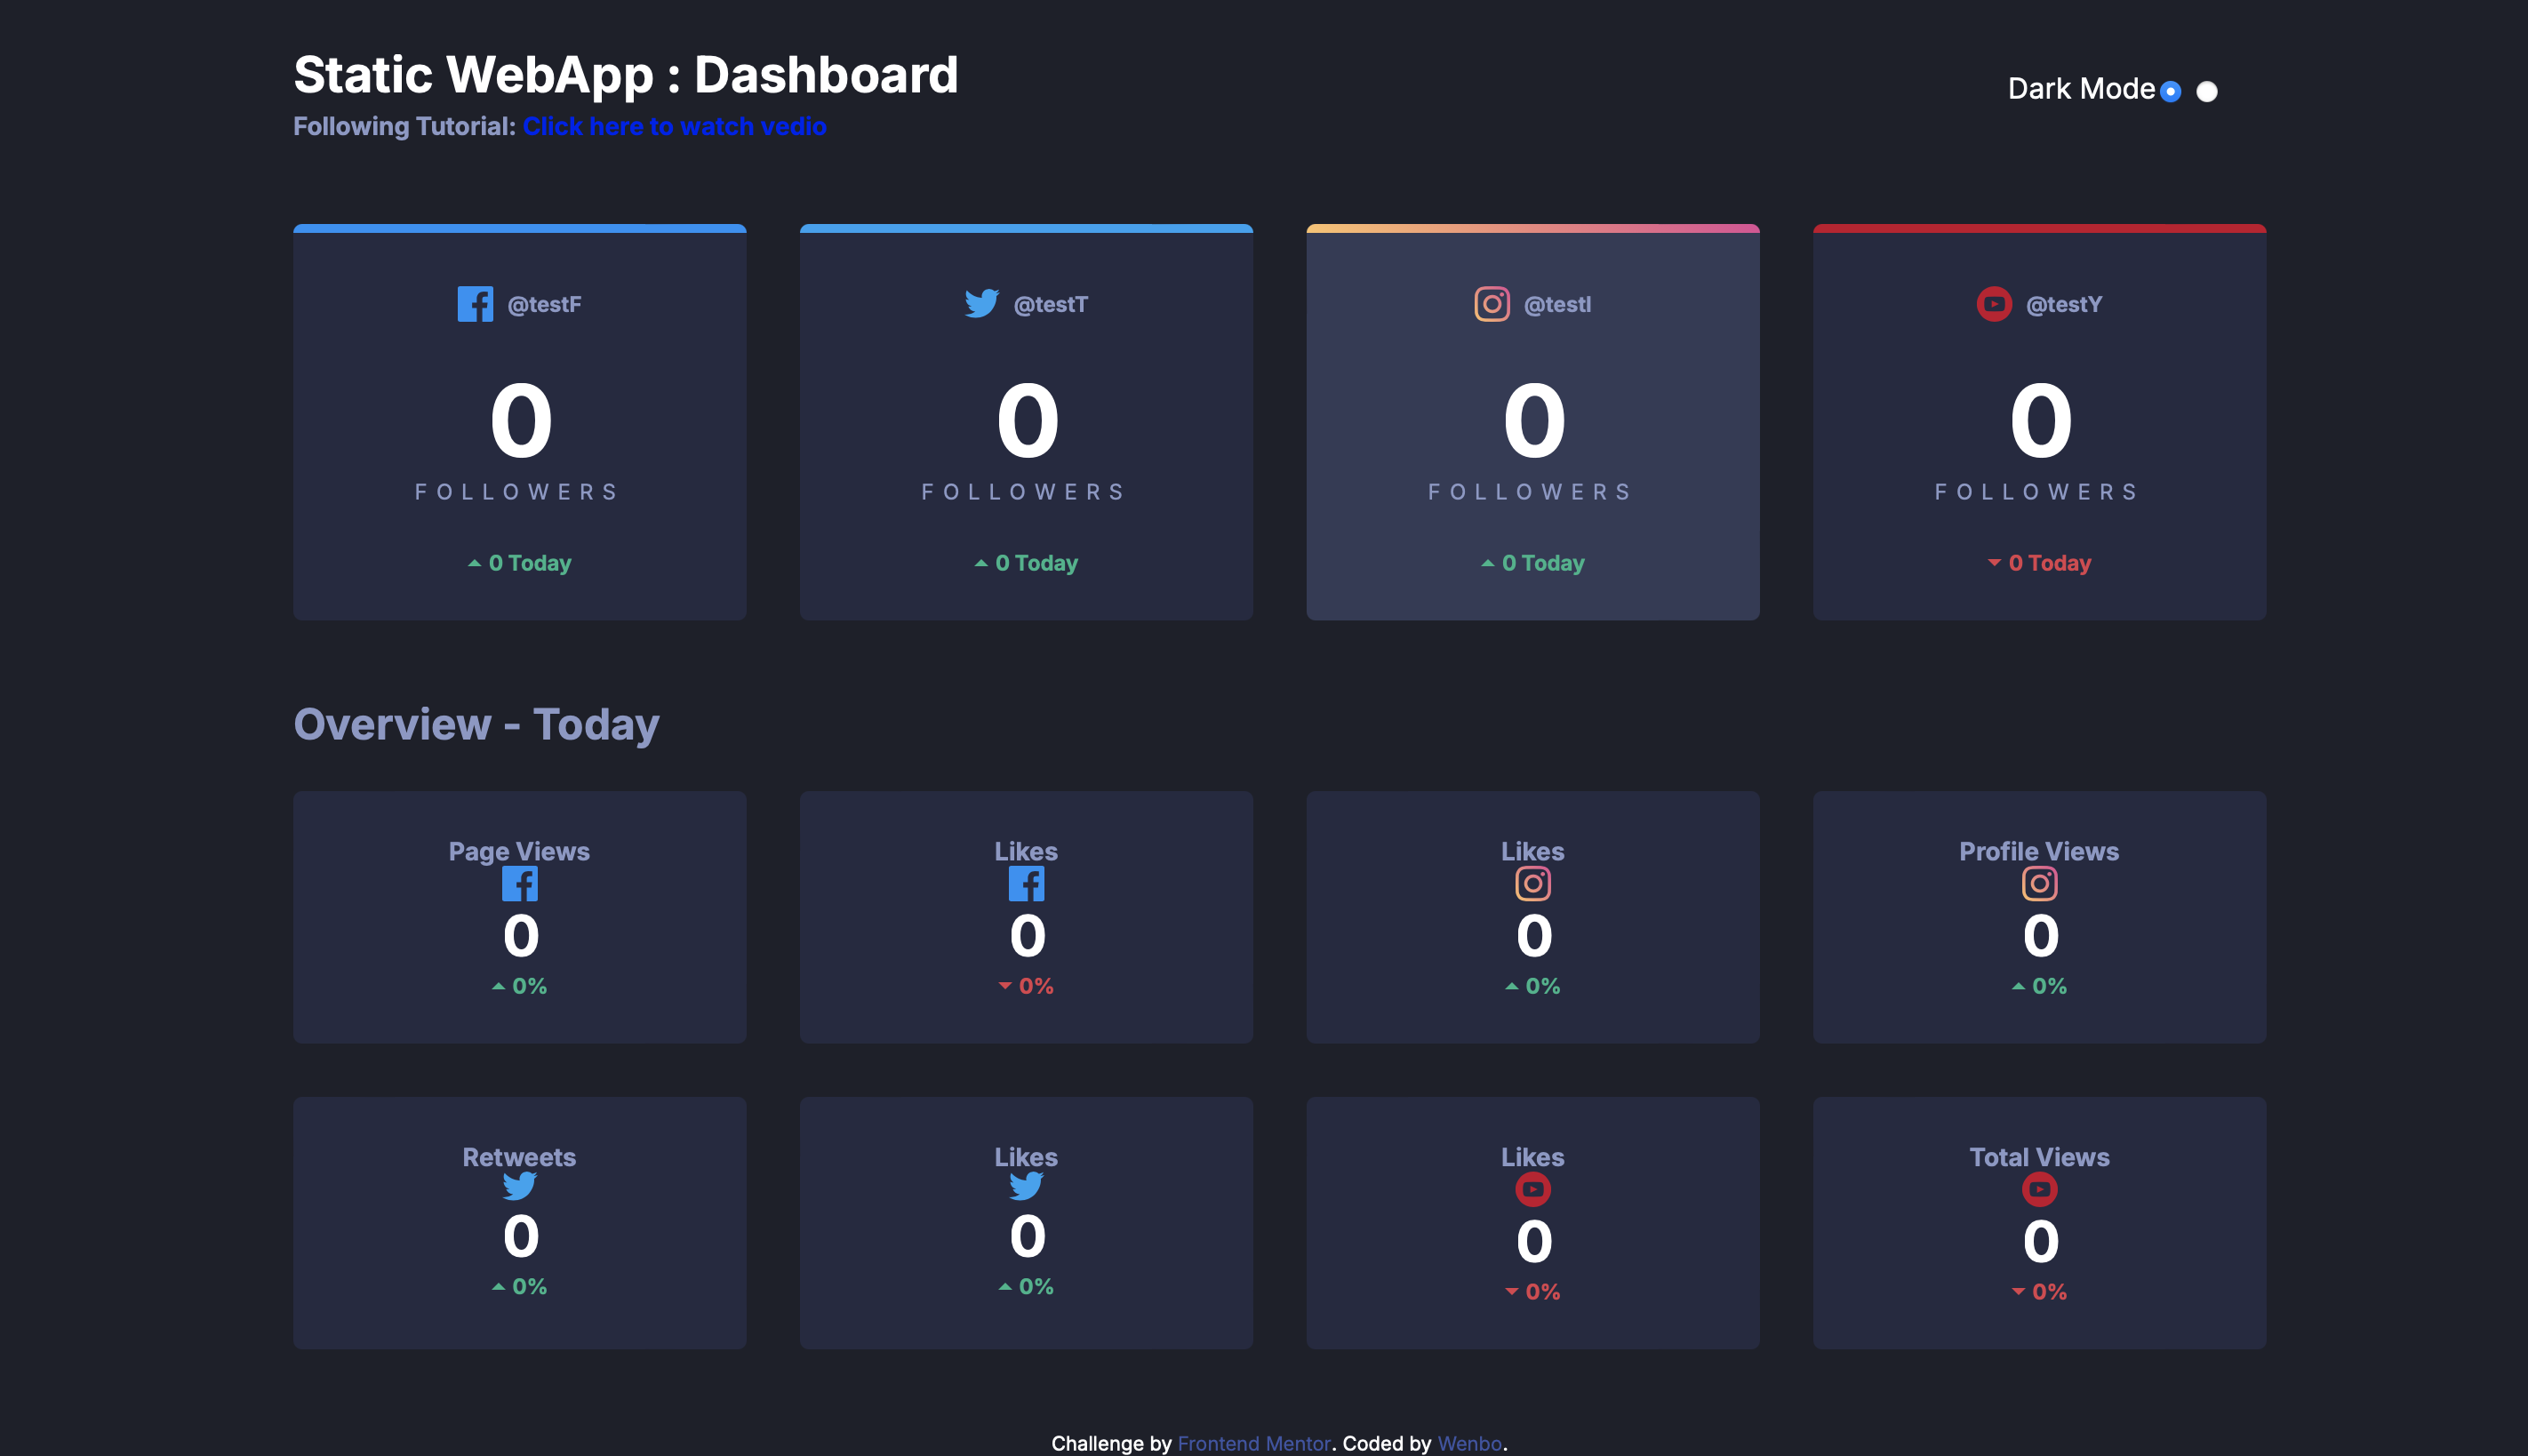 Static WebApp : Dashboard
Dark Mode
Following Tutorial: Click here to watch vedio
@testF
@testT
@testI
@testY
0
0
0
0
FOLLOWERS
FOLLOWERS
FOLLOWERS
FOLLOWERS
0 Today
0 Today
0 Today
0 Today
Overview - Today
Page Views
Likes
Likes
Profile Views
0
0
0
0
0%
0%
0%
0%
Retweets
Likes
Likes
Total Views
0
0
0
0
0%
0%
0%
0%
Challenge by Frontend Mentor. Coded by Wenbo.